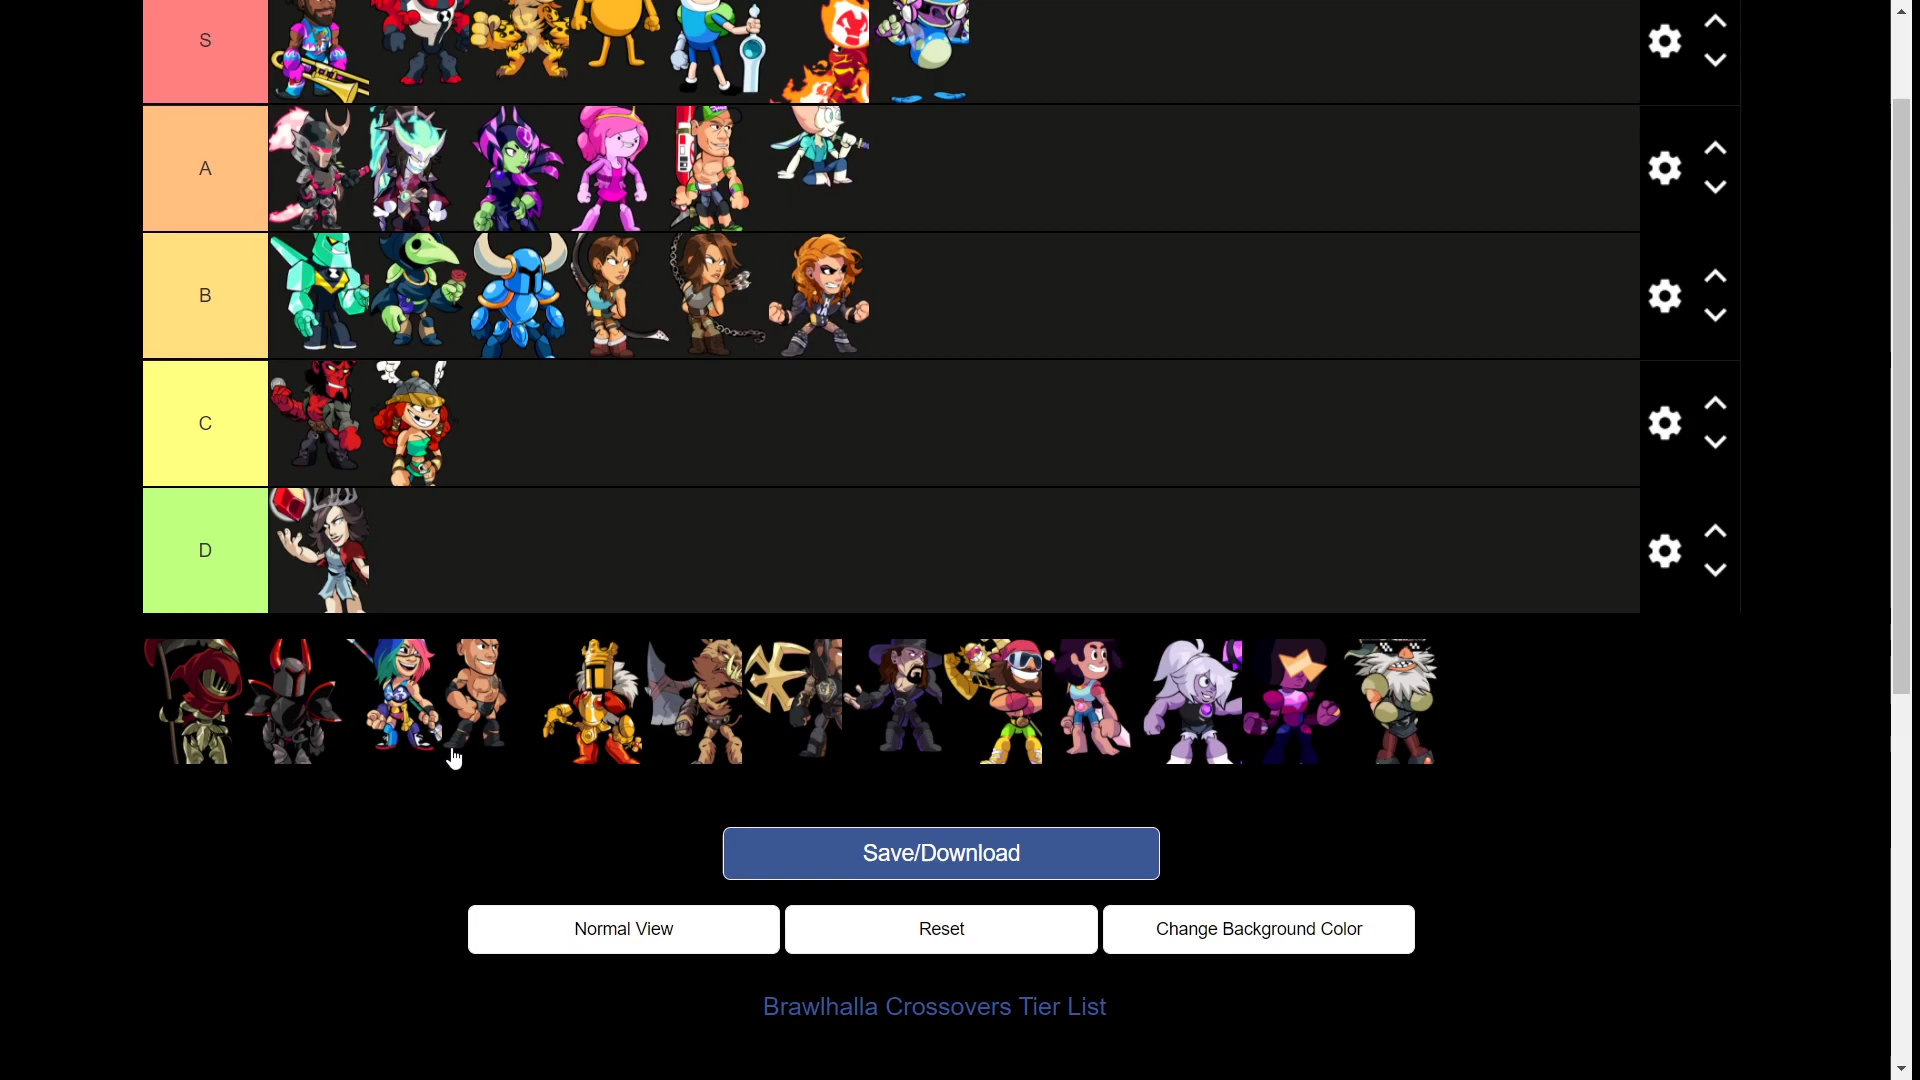 S
A
B
C
D
Save/Download
Normal View
Reset
Change Background Color
Brawlhalla Crossovers Tier List